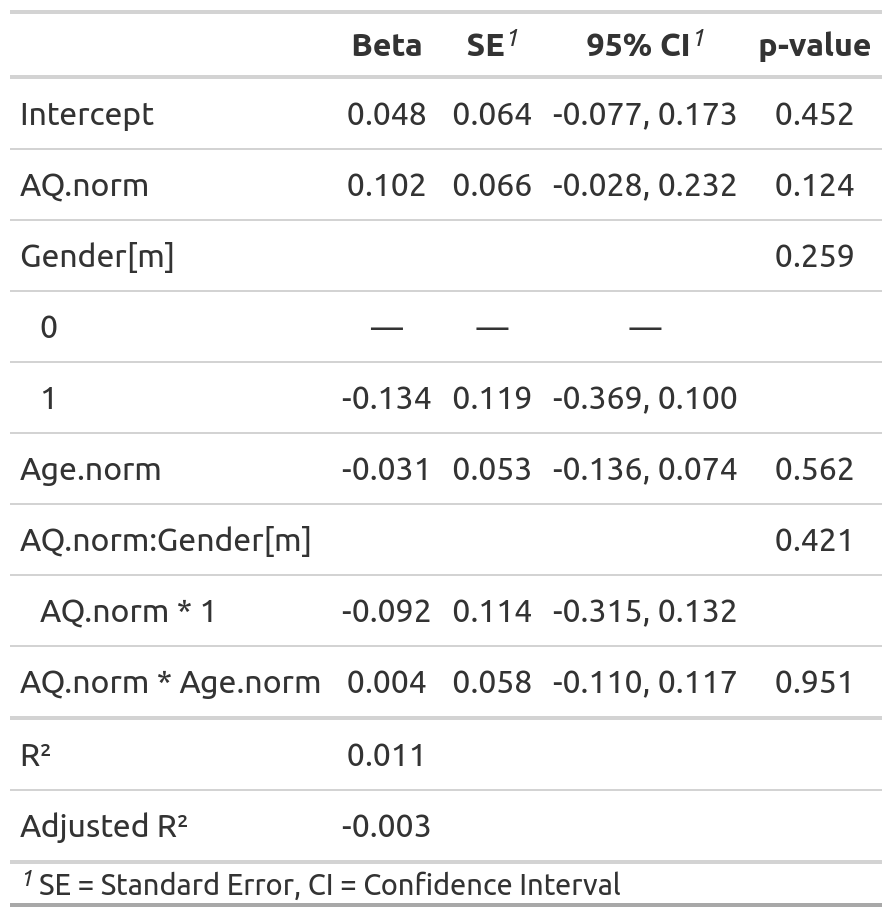 Beta SE1 95% CI1 p-value
Intercept 0.048 0.064 -0.077, 0.173 0.452
AQ.norm 0.102 0.066 -0.028, 0.232 0.124
Gender[m] 0.259
0 — — —
1 -0.134 0.119 -0.369, 0.100
Age.norm -0.031 0.053 -0.136, 0.074 0.562
AQ.norm:Gender[m] 0.421
AQ.norm * 1 -0.092 0.114 -0.315, 0.132
AQ.norm * Age.norm 0.004 0.058 -0.110, 0.117 0.951
R² 0.011
Adjusted R² -0.003
1 SE = Standard Error, CI = Confidence Interval